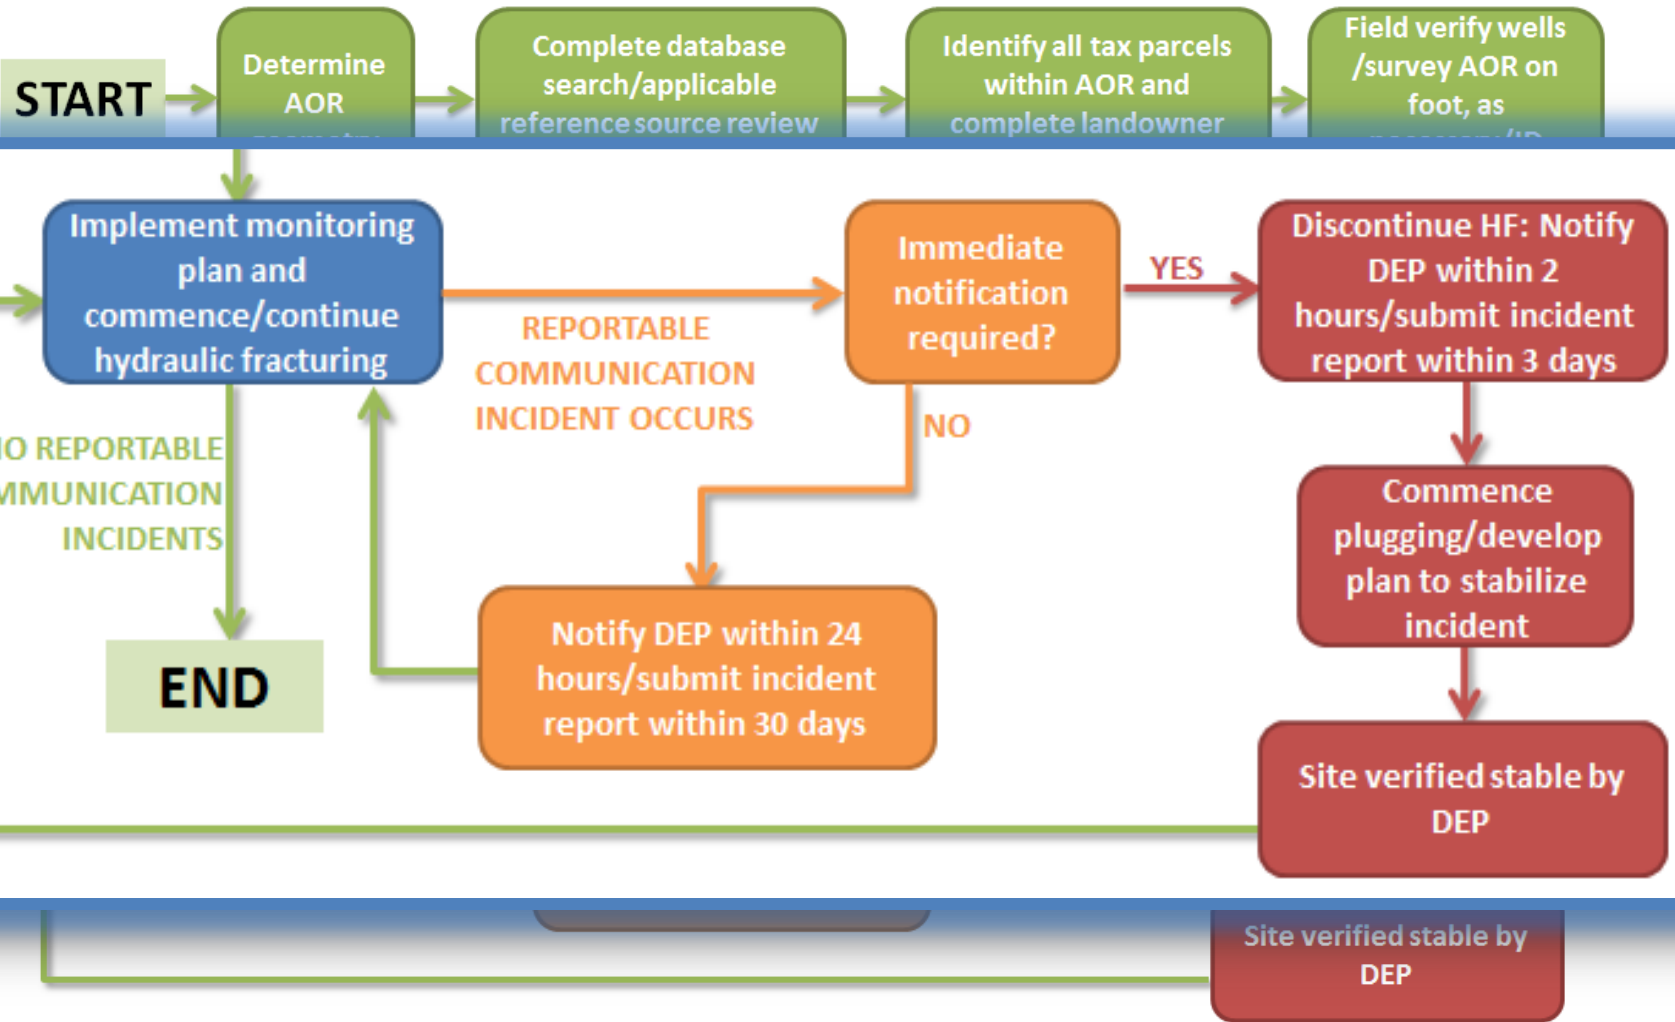 START
Determine
AOR
geometry
Complete database
search/applicable
reference source review
Identify all tax parcels
within AOR and
complete landowner
Field verify wells
/survey AOR on
foot, as
Implement monitoring
plan and
commence/continue
hydraulic fracturing
REPORTABLE
COMMUNICATION
INCIDENT OCCURS
Immediate
notification
required?
YES
NO
Discontinue HF: Notify
DEP within 2
hours/submit incident
report within 3 days
REPORTABLE
INCIDENTS
END
Notify DEP within 24
hours/submit incident
report within 30 days
Commence
plugging/develop
plan to stabilize
incident
Site verified stable by
DEP
Site verified stable by
DEP